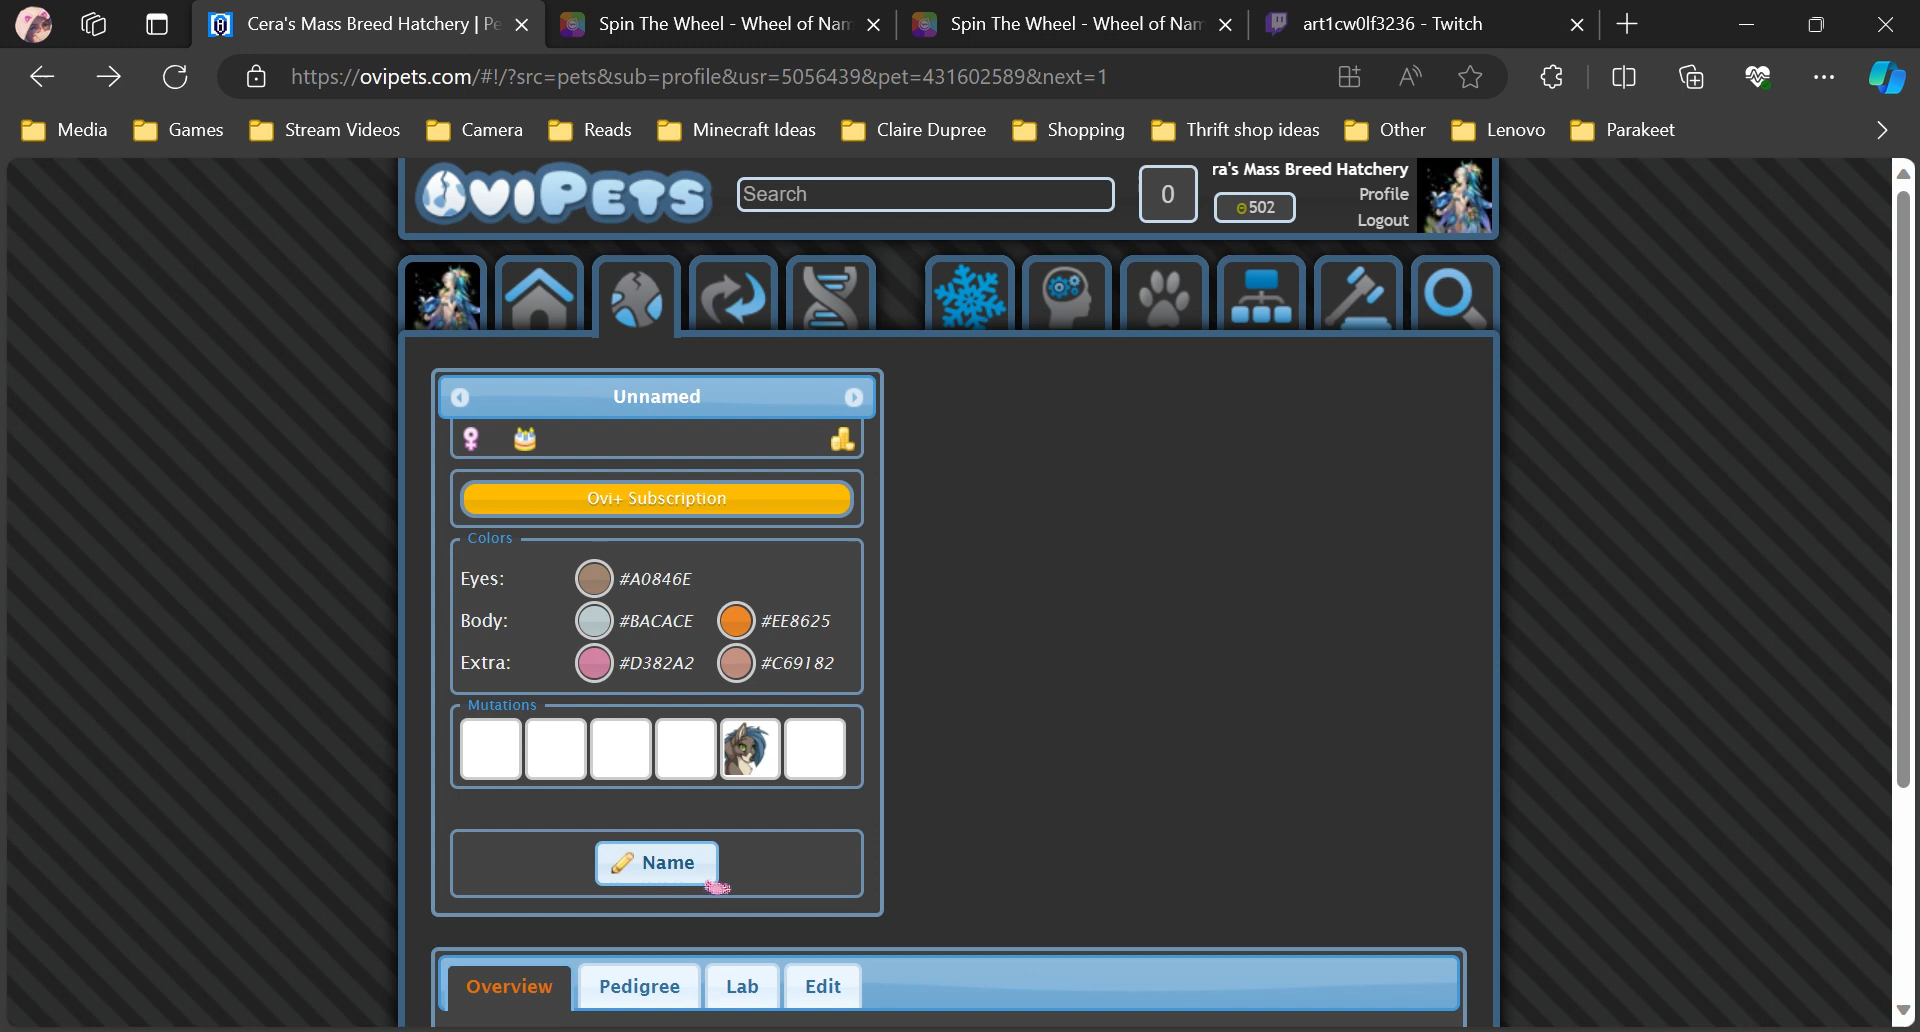 Cera's Mass Breed Hatchery | Pe
Spin The Wheel - Wheel of Nam
Spin The Wheel - Wheel of Nam
art1cw0lf3236 - Twitch
https://ovipets.com/#!/?src=pets&sub=profile&usr=5056439&pet=431602589&next=1
Media
Games
Stream Videos
Camera
Reads
Minecraft Ideas
Claire Dupree
Shopping
Thrift shop ideas
Other
Lenovo
Parakeet
OviPets
Search
0
ra's Mass Breed Hatchery
502
Profile
Logout
Unnamed
Ovi+ Subscription
Colors
Eyes: #A0846E
Body: #BACACE #EE8625
Extra: #D382A2 #C69182
Mutations
Name
Overview Pedigree Lab Edit